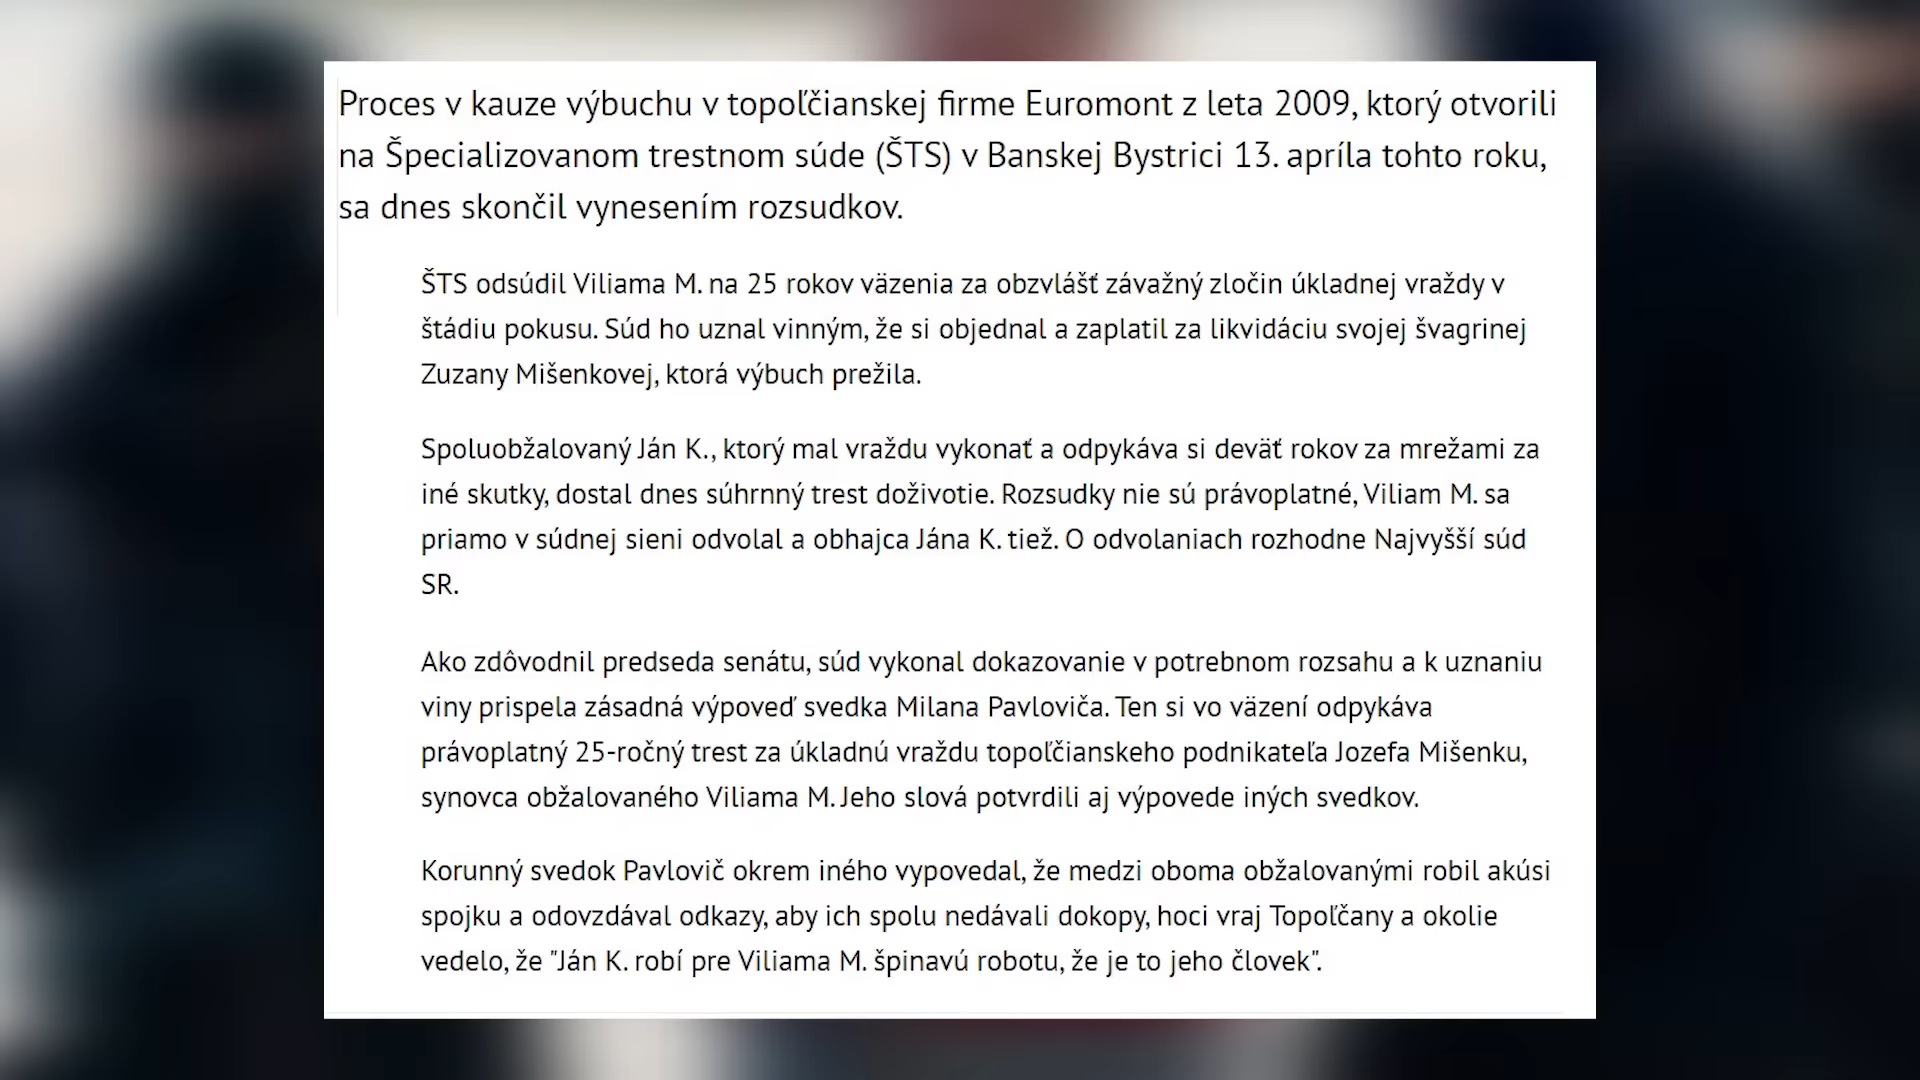 Proces v kauze výbuchu v topoľčianskej firme Euromont z leta 2009, ktorý otvorili
na Špecializovanom trestnom súde (ŠTS) v Banskej Bystrici 13. apríla tohto roku,
sa dnes skončil vynesením rozsudkov.
ŠTS odsúdil Viliama M. na 25 rokov väzenia za obzvlášť závažný zločin úkladnej vraždy v
štádiu pokusu. Súd ho uznal vinným, že si objednal a zaplatil za likvidáciu svojej švagrinej
Zuzany Mišenkovej, ktorá výbuch prežila.
Spoluobžalovaný Ján K., ktorý mal vraždu vykonať a odpykáva si deväť rokov za mrežami za
iné skutky, dostal dnes súhrnný trest doživotie. Rozsudky nie sú právoplatné, Viliam M. sa
priamo v súdnej sieni odvolal a obhajca Jána K. tiež. O odvolaniach rozhodne Najvyšší súd
SR.
Ako zdôvodnil predseda senátu, súd vykonal dokazovanie v potrebnom rozsahu a k uznaniu
viny prispela zásadná výpoveď svedka Milana Pavloviča. Ten si vo väzení odpykáva
právoplatný 25-ročný trest za úkladnú vraždu topoľčianskeho podnikateľa Jozefa Mišenku,
synovca obžalovaného Viliama M. Jeho slová potvrdili aj výpovede iných svedkov.
Korunný svedok Pavlovič okrem iného vypovedal, že medzi oboma obžalovanými robil akúsi
spojku a odovzdával odkazy, aby ich spolu nedávali dokopy, hoci vraj Topoľčany a okolie
vedelo, že "Ján K. robí pre Viliama M. špinavú robotu, že je to jeho človek".